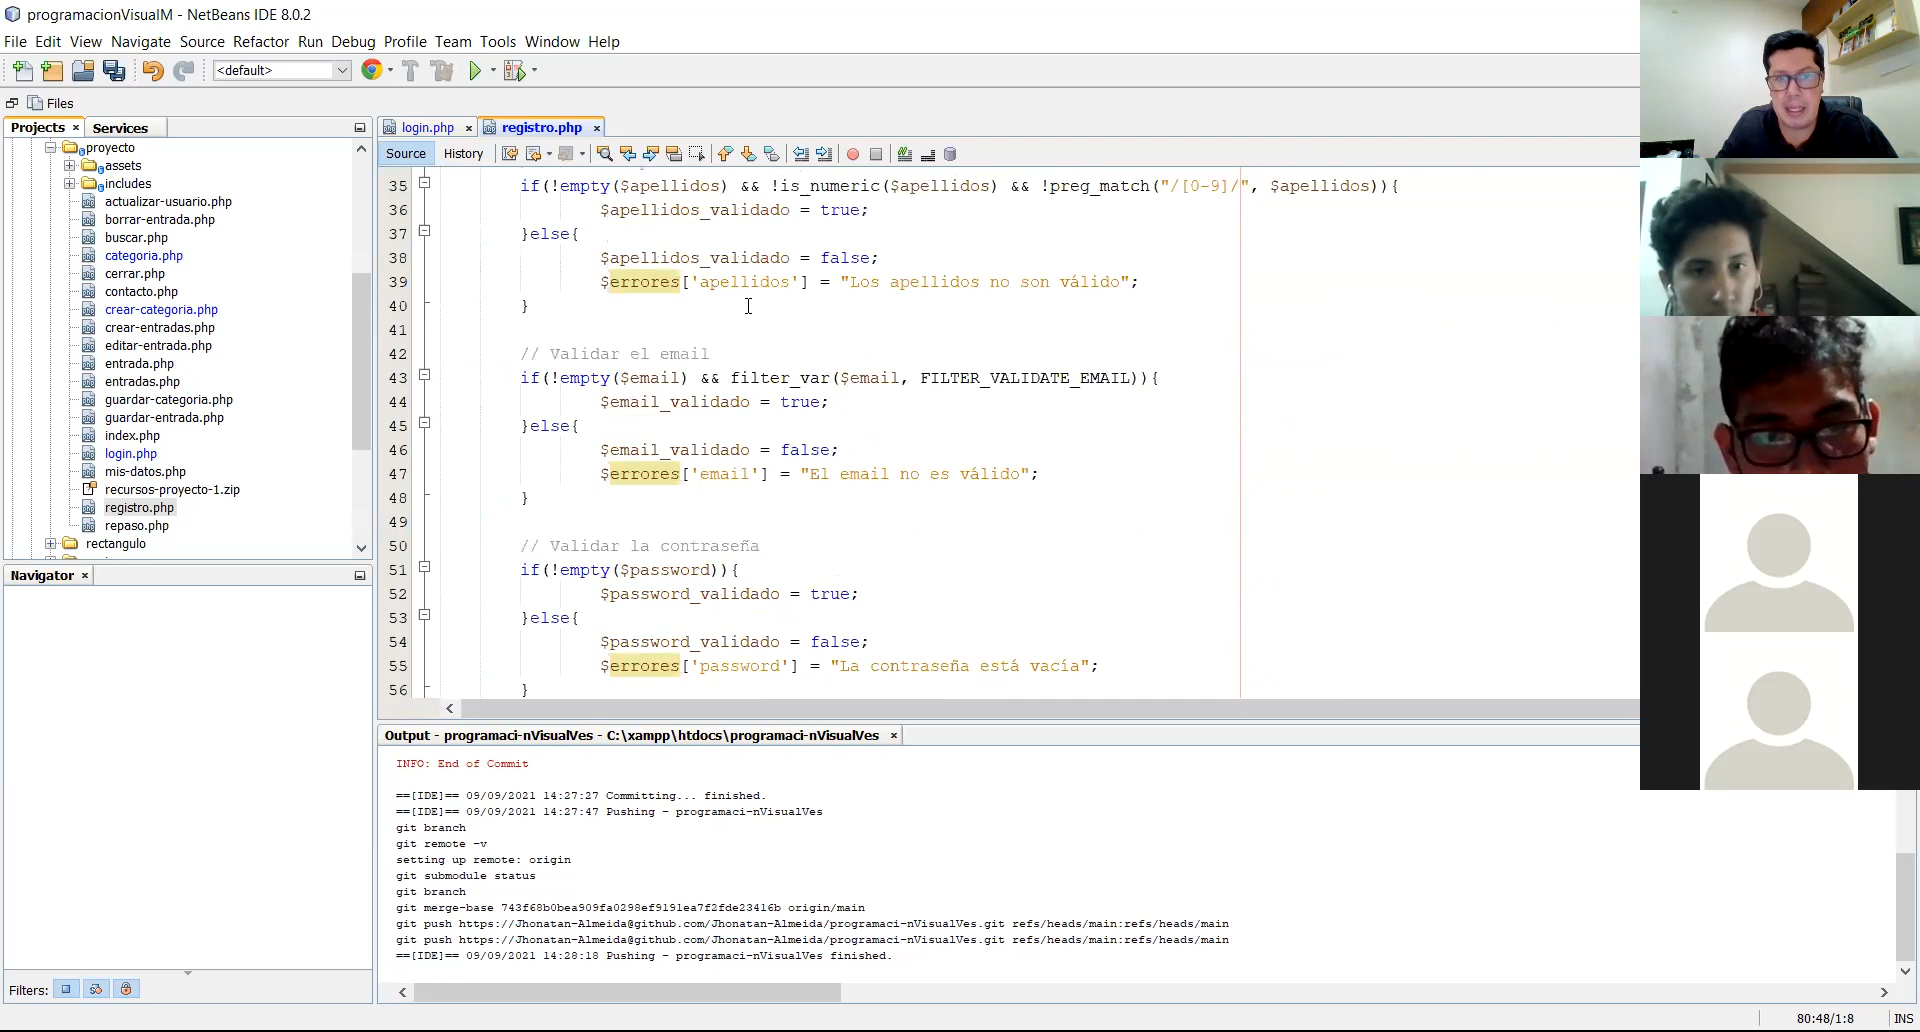 programacionVisualM - NetBeans IDE 8.0.2
File Edit View Navigate Source Refactor Run Debug Profile Team Tools Window Help
<default>
Files
Projects × Services
login.php × registro.php ×
Source History
proyecto
assets
includes
actualizar-usuario.php
borrar-entrada.php
buscar.php
categoria.php
cerrar.php
contacto.php
crear-categoria.php
crear-entradas.php
editar-entrada.php
entrada.php
entradas.php
guardar-categoria.php
guardar-entrada.php
index.php
login.php
mis-datos.php
recursos-proyecto-1.zip
registro.php
repaso.php
rectangulo
35 if(!empty($apellidos) && !is_numeric($apellidos) && !preg_match("/[0-9]/", $apellidos)){
36 $apellidos_validado = true;
37 }else{
38 $apellidos_validado = false;
39 $errores['apellidos'] = "Los apellidos no son válido";
40 }
41
42 // Validar el email
43 if(!empty($email) && filter_var($email, FILTER_VALIDATE_EMAIL)){
44 $email_validado = true;
45 }else{
46 $email_validado = false;
47 $errores['email'] = "El email no es válido";
48 }
49
50 // Validar la contraseña
51 if(!empty($password)){
52 $password_validado = true;
53 }else{
54 $password_validado = false;
55 $errores['password'] = "La contraseña está vacía";
56 }
Navigator ×
Filters:
Output - programaci-nVisualVes - C:\xampp\htdocs\programaci-nVisualVes ×
INFO: End of Commit
==[IDE]== 09/09/2021 14:27:27 Committing... finished.
==[IDE]== 09/09/2021 14:27:47 Pushing - programaci-nVisualVes
git branch
git remote -v
setting up remote: origin
git submodule status
git branch
git merge-base 743f68b0bea909fa0298ef9191ea7f2fde23416b origin/main
git push https://Jhonatan-Almeida@github.com/Jhonatan-Almeida/programaci-nVisualVes.git refs/heads/main:refs/heads/main
git push https://Jhonatan-Almeida@github.com/Jhonatan-Almeida/programaci-nVisualVes.git refs/heads/main:refs/heads/main
==[IDE]== 09/09/2021 14:28:18 Pushing - programaci-nVisualVes finished.
80:48/1:8 INS